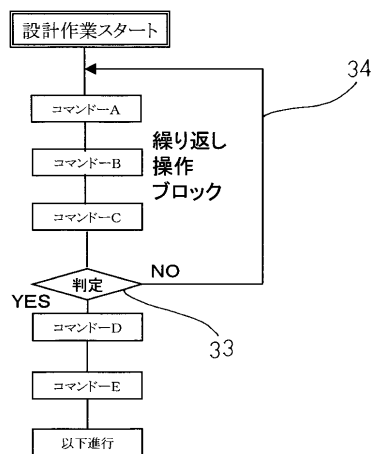 設計作業スタート
34
コマンドーA
コマンドーB
コマンドーC
繰り返し
操作
ブロック
判定
NO
YES
33
コマンドーD
コマンドーE
以下進行